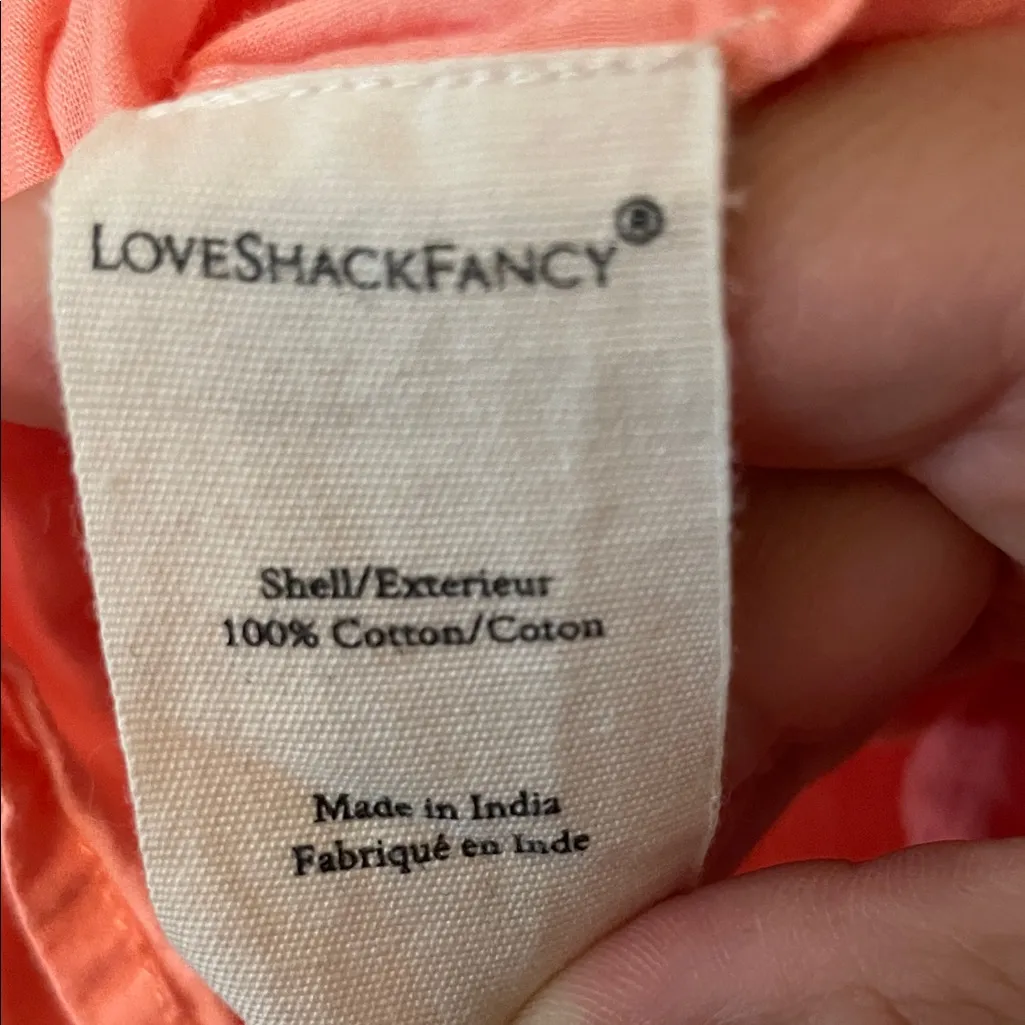 LOVESHACKFANCY®
Shell/Exterieur
100% Cotton/Coton
Made in India
Fabriqué en Inde